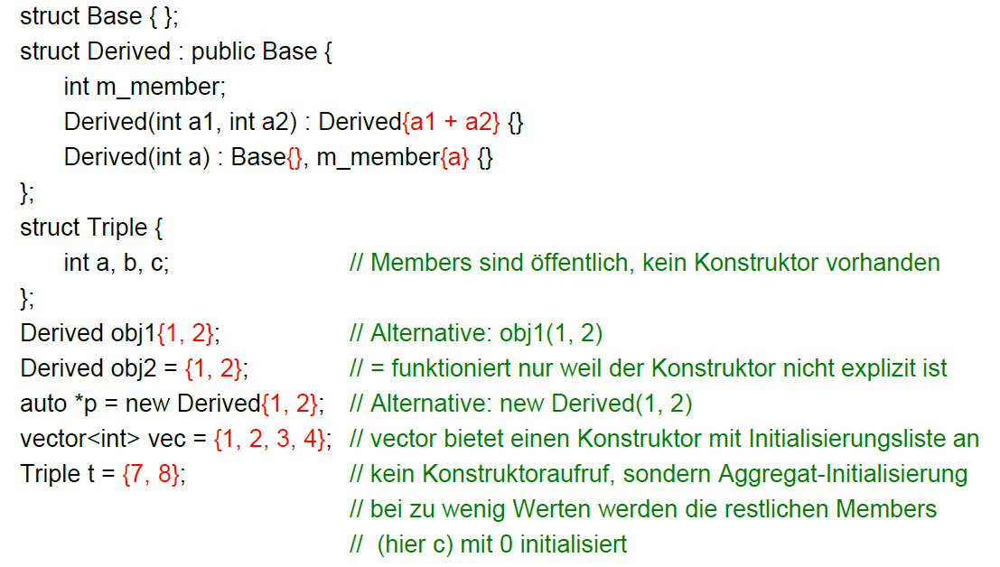 struct Base { };
struct Derived : public Base {
int m_member;
Derived(int a1, int a2) : Derived{a1 + a2} {}
Derived(int a) : Base{}, m_member{a} {}
};
struct Triple {
int a, b, c; // Members sind öffentlich, kein Konstruktor vorhanden
};
Derived obj1{1, 2}; // Alternative: obj1(1, 2)
Derived obj2 = {1, 2}; // = funktioniert nur weil der Konstruktor nicht explizit ist
auto *p = new Derived{1, 2}; // Alternative: new Derived(1, 2)
vector<int> vec = {1, 2, 3, 4}; // vector bietet einen Konstruktor mit Initialisierungsliste an
Triple t = {7, 8}; // kein Konstruktoraufruf, sondern Aggregat-Initialisierung
// bei zu wenig Werten werden die restlichen Members
// (hier c) mit 0 initialisiert